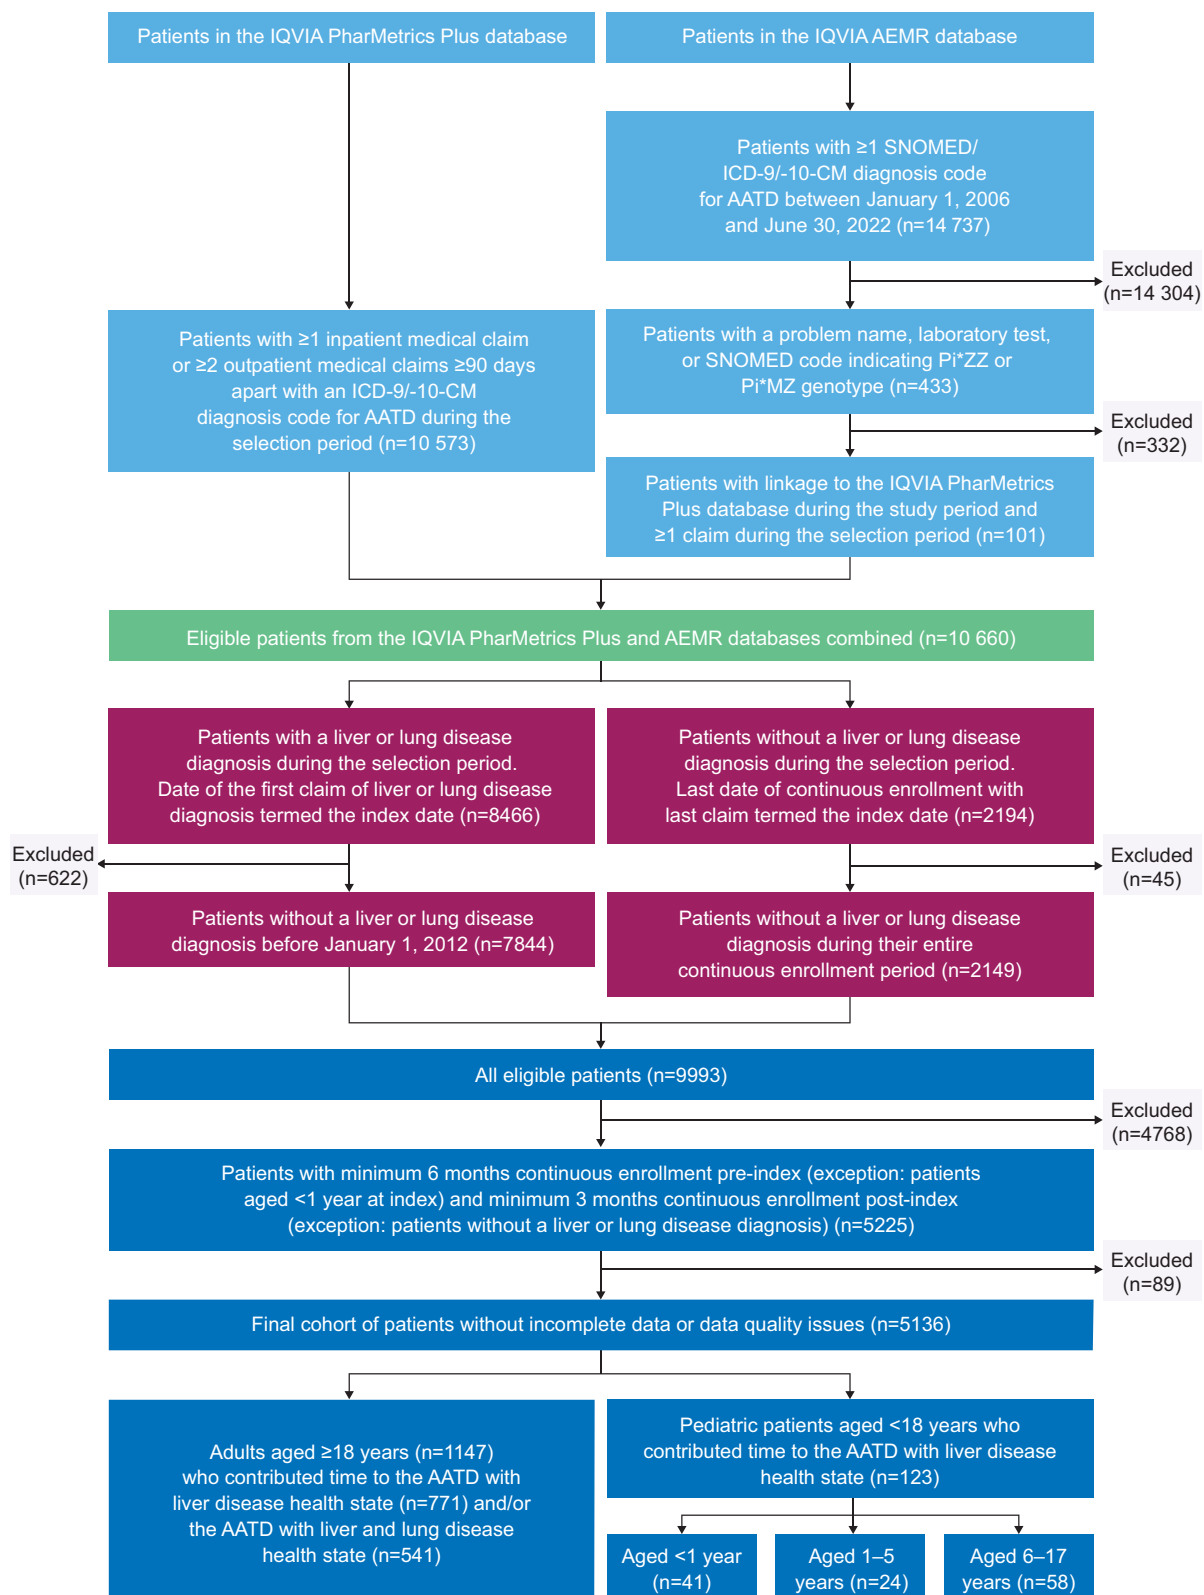 Patients in the IQVIA PharMetrics Plus database
Patients in the IQVIA AEMR database
Patients with ≥1 SNOMED/
ICD-9/-10-CM diagnosis code
for AATD between January 1, 2006
and June 30, 2022 (n=14 737)
Excluded
(n=14 304)
Patients with ≥1 inpatient medical claim
or ≥2 outpatient medical claims ≥90 days
apart with an ICD-9/-10-CM
diagnosis code for AATD during the
selection period (n=10 573)
Patients with a problem name, laboratory test,
or SNOMED code indicating Pi*ZZ or
Pi*MZ genotype (n=433)
Excluded
(n=332)
Patients with linkage to the IQVIA PharMetrics
Plus database during the study period and
≥1 claim during the selection period (n=101)
Eligible patients from the IQVIA PharMetrics Plus and AEMR databases combined (n=10 660)
Patients with a liver or lung disease
diagnosis during the selection period.
Date of the first claim of liver or lung disease
diagnosis termed the index date (n=8466)
Patients without a liver or lung disease
diagnosis during the selection period.
Last date of continuous enrollment with
last claim termed the index date (n=2194)
Excluded
(n=622)
Excluded
(n=45)
Patients without a liver or lung disease
diagnosis before January 1, 2012 (n=7844)
Patients without a liver or lung disease
diagnosis during their entire
continuous enrollment period (n=2149)
All eligible patients (n=9993)
Excluded
(n=4768)
Patients with minimum 6 months continuous enrollment pre-index (exception: patients
aged <1 year at index) and minimum 3 months continuous enrollment post-index
(exception: patients without a liver or lung disease diagnosis) (n=5225)
Excluded
(n=89)
Final cohort of patients without incomplete data or data quality issues (n=5136)
Adults aged ≥18 years (n=1147)
who contributed time to the AATD with
liver disease health state (n=771) and/or
the AATD with liver and lung disease
health state (n=541)
Pediatric patients aged <18 years who
contributed time to the AATD with liver disease
health state (n=123)
Aged <1 year
(n=41)
Aged 1–5
years (n=24)
Aged 6–17
years (n=58)